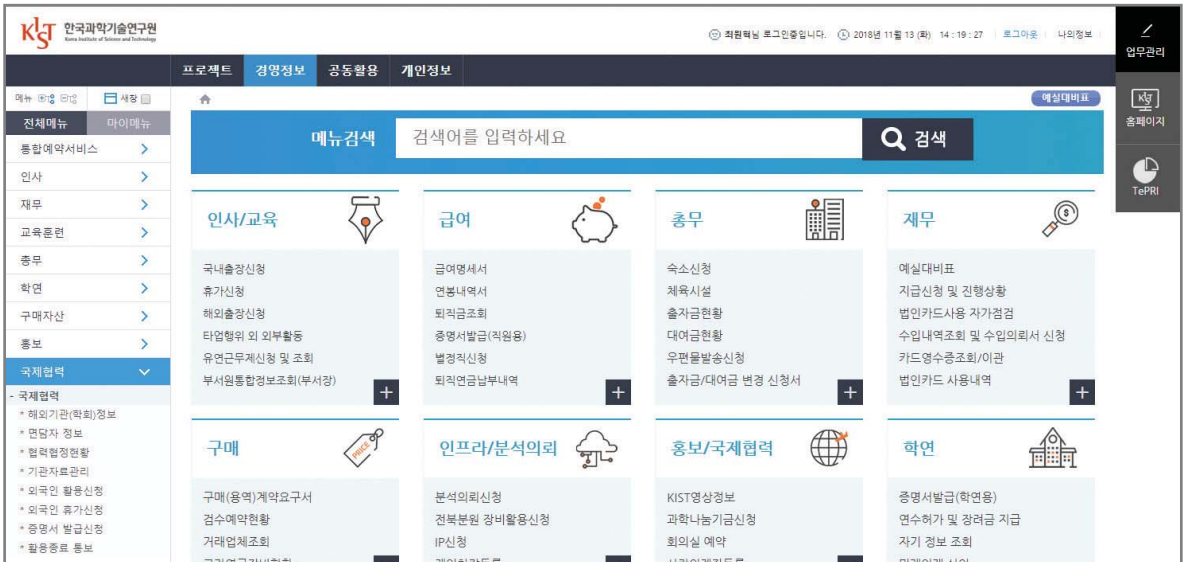 KIST 한국과학기술연구원
Korea Institute of Science and Technology
최원혁님 로그인중입니다. 2018년 11월 13 (화) 14 : 19 : 27 로그아웃 나의정보
업무관리
프로젝트 경영정보 공동활용 개인정보
메뉴 새창
예실대비표
KIST
홈페이지
전체메뉴 마이메뉴
메뉴검색 검색어를 입력하세요 검색
통합예약서비스
인사
재무
교육훈련
총무
학연
구매자산
홍보
국제협력
- 국제협력
* 해외기관(학회)정보
* 면담자 정보
* 협력협정현황
* 기관자료관리
* 외국인 활용신청
* 외국인 휴가신청
* 증명서 발급신청
* 활용종료 통보
TePRI
인사/교육
국내출장신청
휴가신청
해외출장신청
타업행위 외 외부활동
유연근무제신청 및 조회
부서원통합정보조회(부서장)
+
급여
급여명세서
연봉내역서
퇴직금조회
증명서발급(직원용)
별정직신청
퇴직연금납부내역
+
총무
숙소신청
체육시설
출자금현황
대여금현황
우편물발송신청
출자금/대여금 변경 신청서
+
재무
예실대비표
지급신청 및 진행상황
법인카드사용 자가점검
수입내역조회 및 수입의뢰서 신청
카드영수증조회/이관
법인카드 사용내역
+
구매
PRICE
구매(용역)계약요구서
검수예약현황
거래업체조회
인프라/분석의뢰
분석의뢰신청
전북분원 장비활용신청
IP신청
홍보/국제협력
KIST영상정보
과학나눔기금신청
회의실 예약
학연
증명서발급(학연용)
연수허가 및 장려금 지급
자기 정보 조회